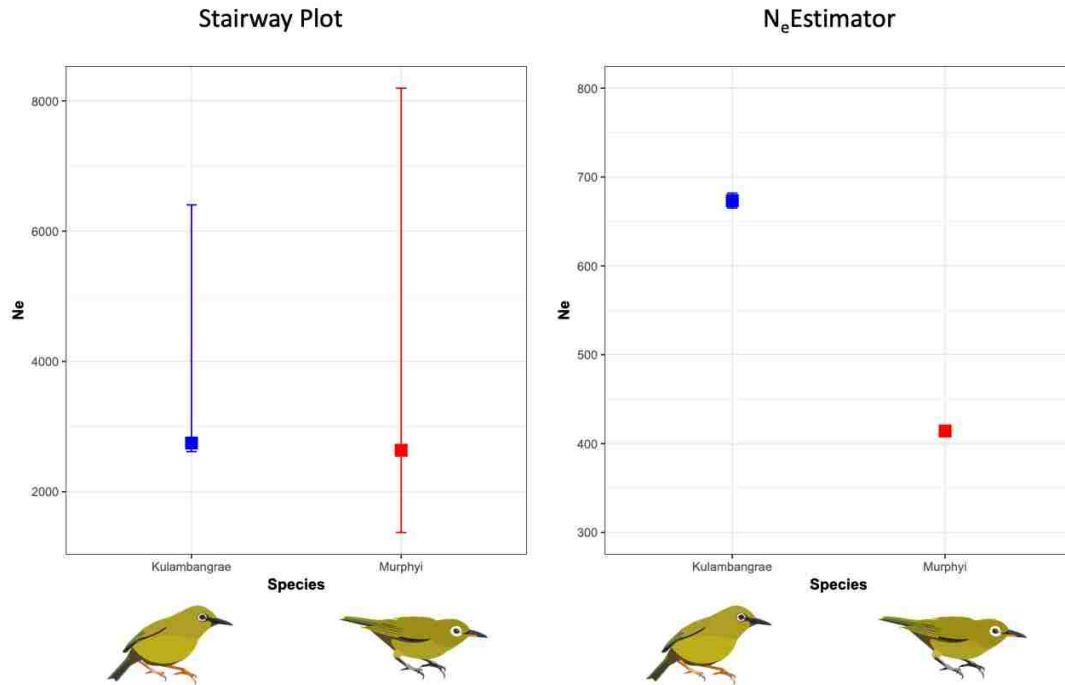 Stairway Plot
8000
6000
4000
2000
Ne
Kulambangrae Murphyi
Species
NeEstimator
800
700
600
500
400
300
Ne
Kulambangrae Murphyi
Species